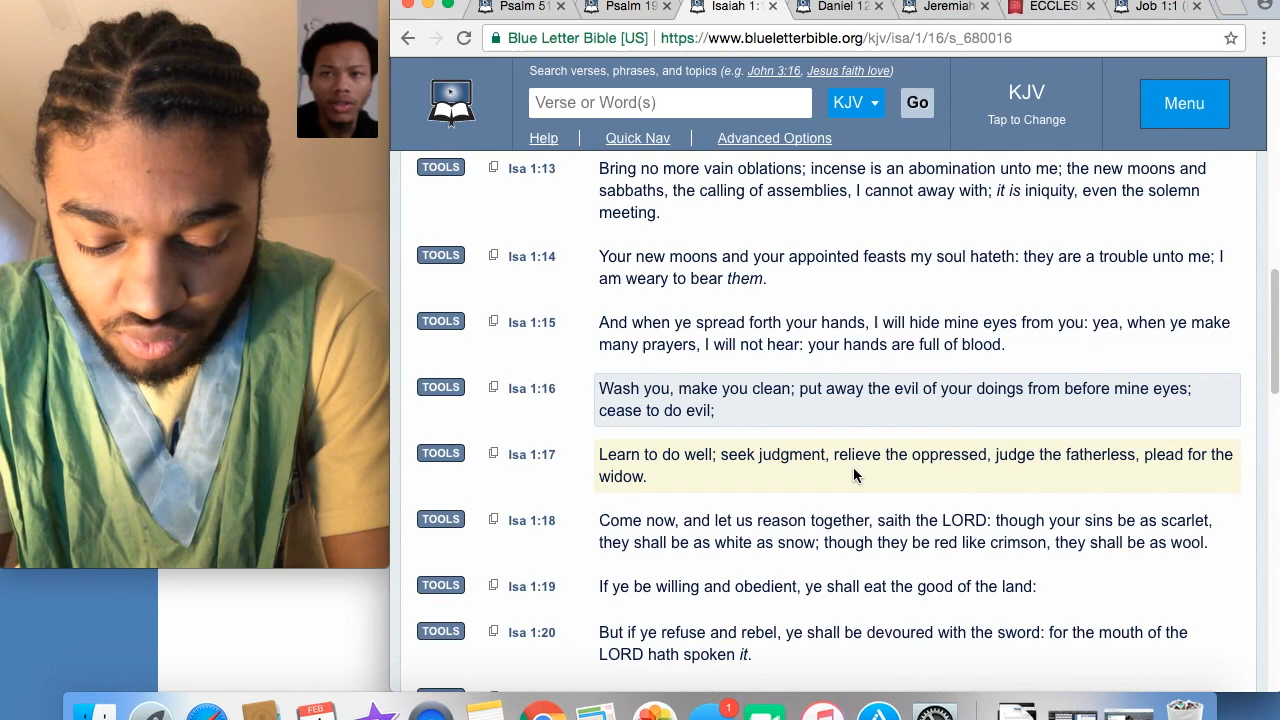 Psalm 51
Psalm 19
Isaiah 1:1
Daniel 12
Jeremiah
ECCLES
Job 1:1 (
Blue Letter Bible [US]
https://www.blueletterbible.org/kjv/isa/1/16/s_680016
Search verses, phrases, and topics (e.g. John 3:16, Jesus faith love)
Verse or Word(s)
KJV
Go
Help
Quick Nav
Advanced Options
KJV
Tap to Change
Menu
TOOLS Isa 1:13 Bring no more vain oblations; incense is an abomination unto me; the new moons and
sabbaths, the calling of assemblies, I cannot away with; it is iniquity, even the solemn
meeting.
TOOLS Isa 1:14 Your new moons and your appointed feasts my soul hateth: they are a trouble unto me; I
am weary to bear them.
TOOLS Isa 1:15 And when ye spread forth your hands, I will hide mine eyes from you: yea, when ye make
many prayers, I will not hear: your hands are full of blood.
TOOLS Isa 1:16 Wash you, make you clean; put away the evil of your doings from before mine eyes;
cease to do evil;
TOOLS Isa 1:17 Learn to do well; seek judgment, relieve the oppressed, judge the fatherless, plead for the
widow.
TOOLS Isa 1:18 Come now, and let us reason together, saith the LORD: though your sins be as scarlet,
they shall be as white as snow; though they be red like crimson, they shall be as wool.
TOOLS Isa 1:19 If ye be willing and obedient, ye shall eat the good of the land:
TOOLS Isa 1:20 But if ye refuse and rebel, ye shall be devoured with the sword: for the mouth of the
LORD hath spoken it.
FEB
1